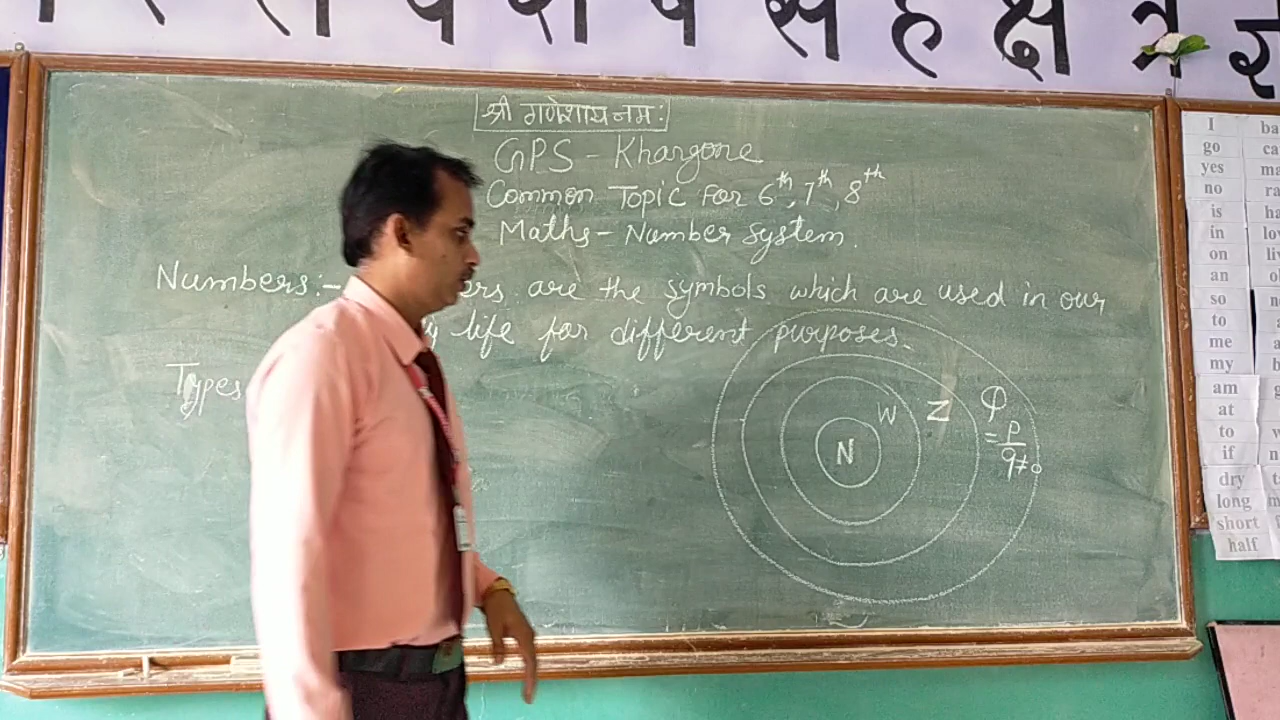 श्री गणेशाय नमः
GPS - Khargone
Common Topic For 6th, 7th, 8th
Maths - Number System.
Numbers:- ers are the symbols which are used in our
y life for different purposes.
Types
N
W
Z
Q
= p
q≠0
स ह क्ष त्र ज्ञ
I
go
yes
no
is
in
on
an
so
to
me
my
am
at
to
if
dry
long
short
half